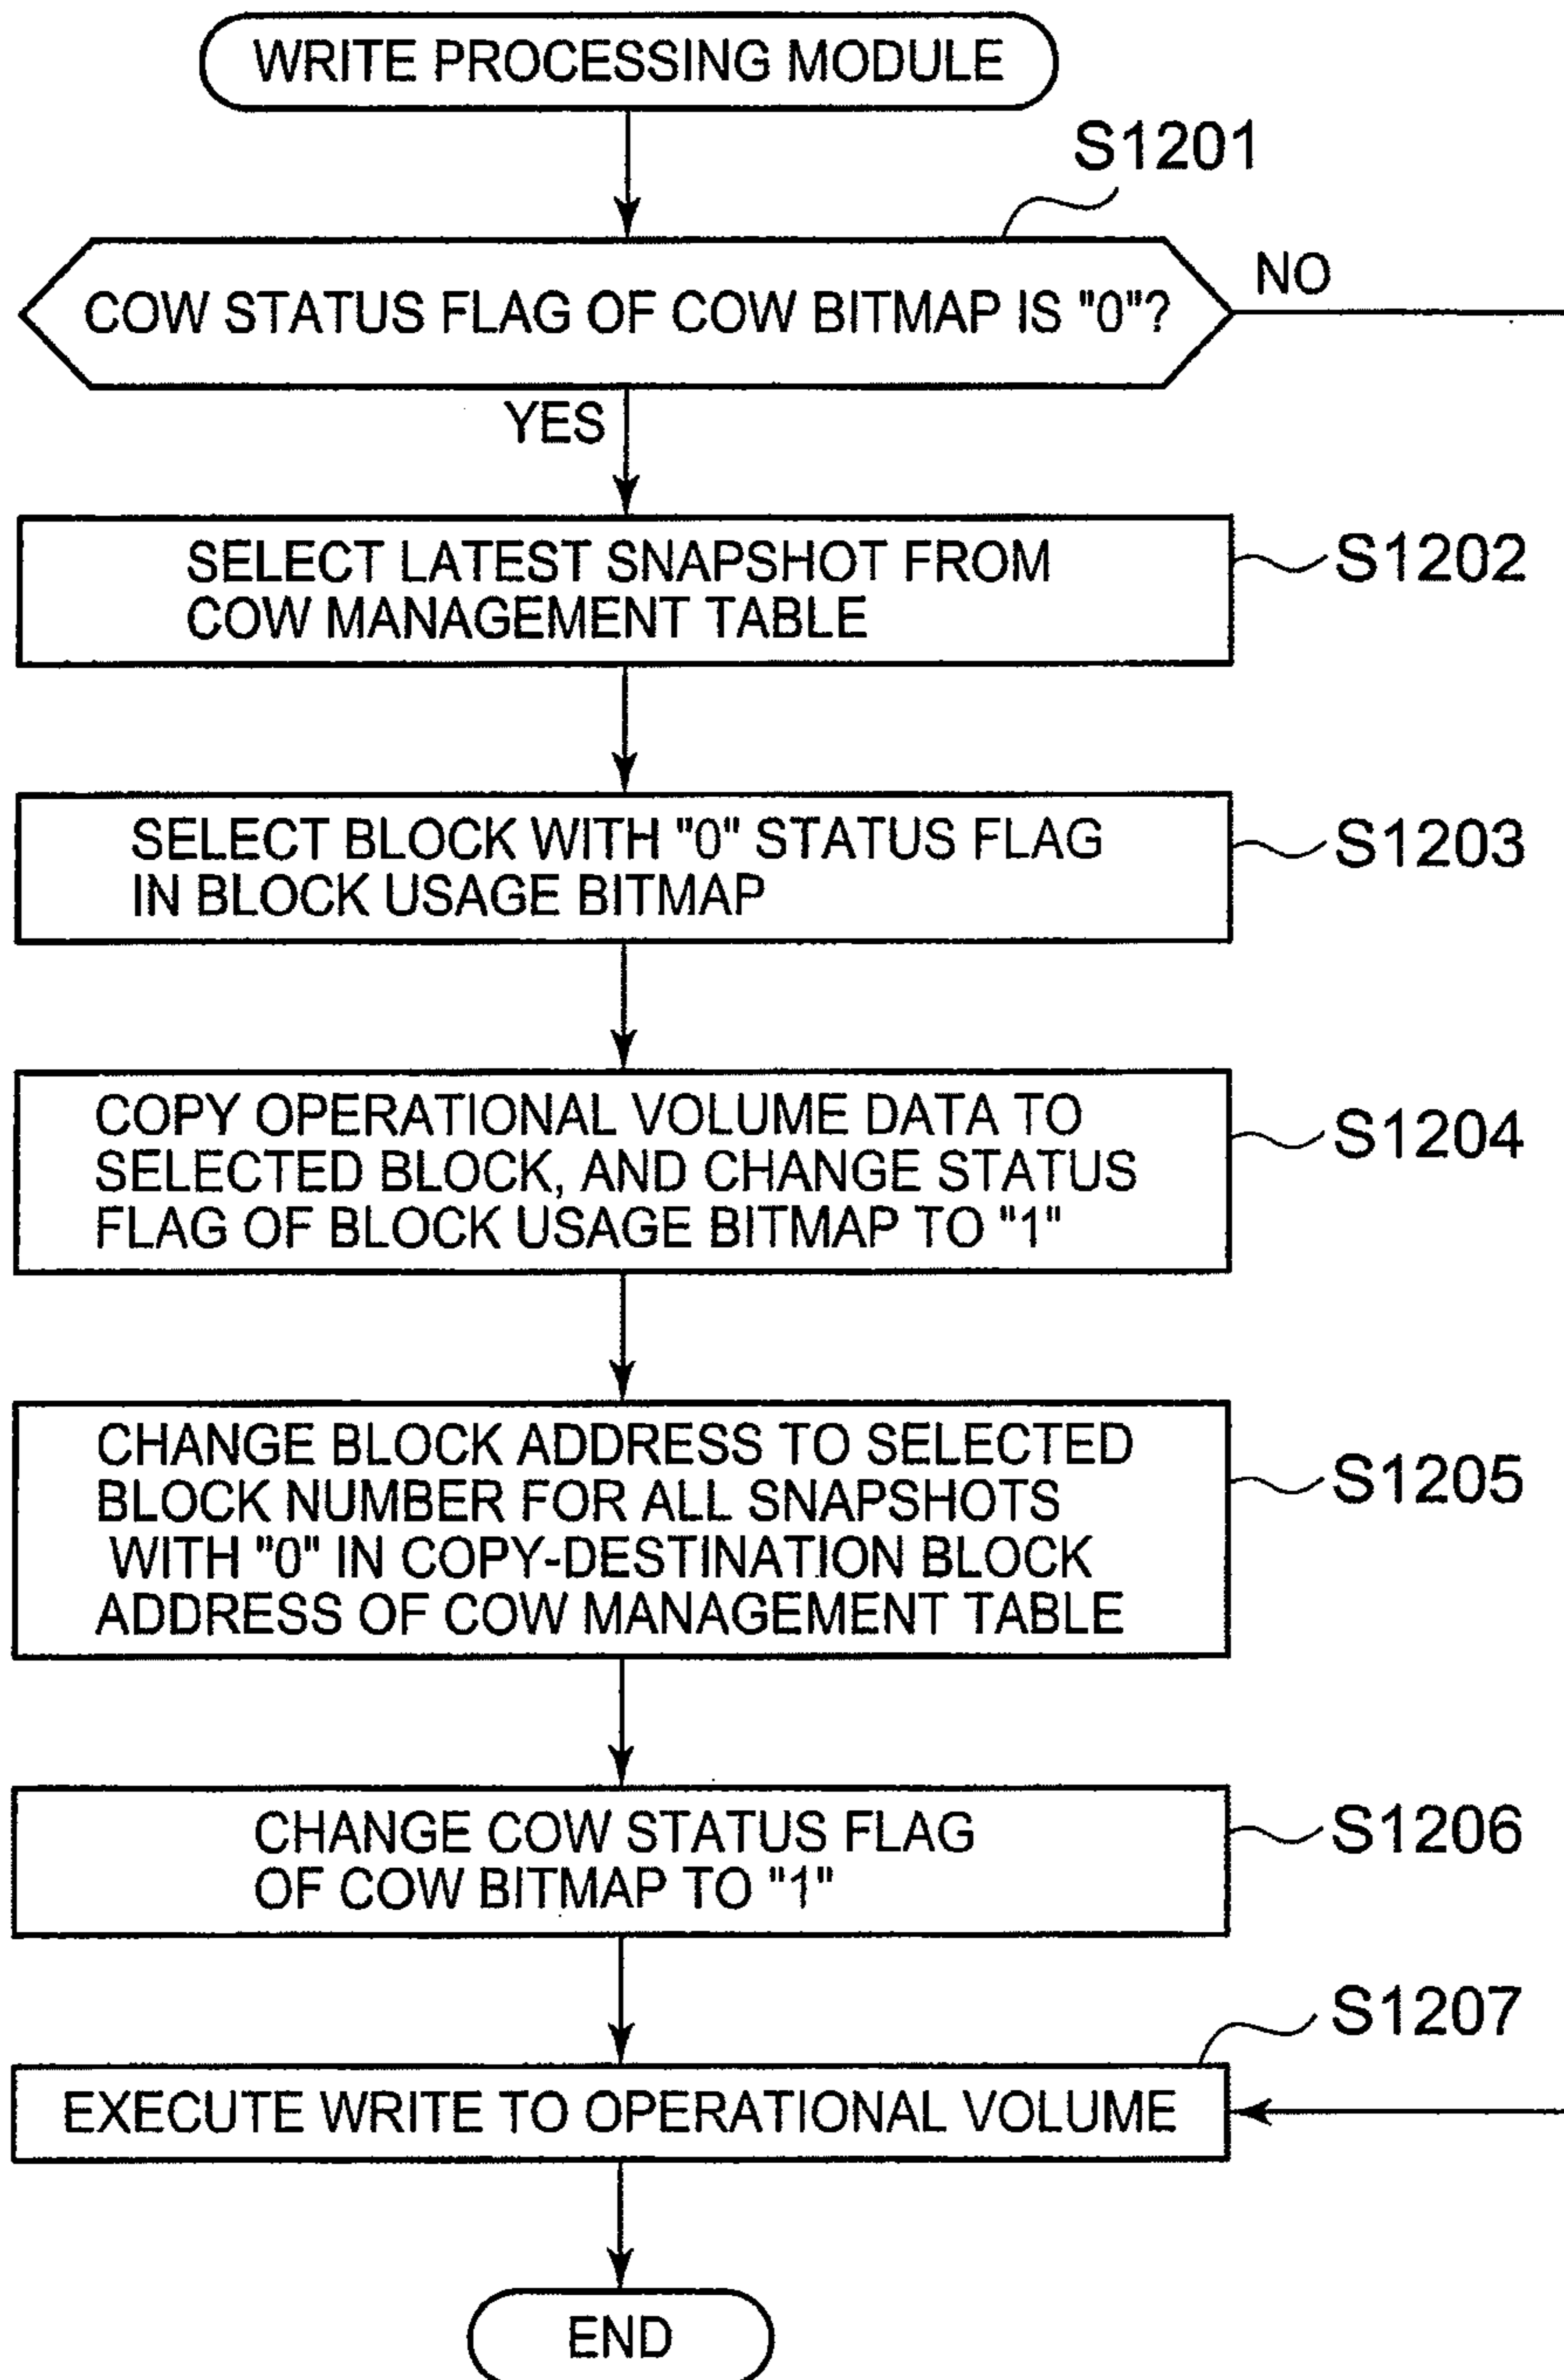 WRITE PROCESSING MODULE
S1201
COW STATUS FLAG OF COW BITMAP IS "0"?
NO
YES
SELECT LATEST SNAPSHOT FROM
COW MANAGEMENT TABLE
S1202
SELECT BLOCK WITH "0" STATUS FLAG
IN BLOCK USAGE BITMAP
S1203
COPY OPERATIONAL VOLUME DATA TO
SELECTED BLOCK, AND CHANGE STATUS
FLAG OF BLOCK USAGE BITMAP TO "1"
S1204
CHANGE BLOCK ADDRESS TO SELECTED
BLOCK NUMBER FOR ALL SNAPSHOTS
WITH "0" IN COPY-DESTINATION BLOCK
ADDRESS OF COW MANAGEMENT TABLE
S1205
CHANGE COW STATUS FLAG
OF COW BITMAP TO "1"
S1206
S1207
EXECUTE WRITE TO OPERATIONAL VOLUME
END